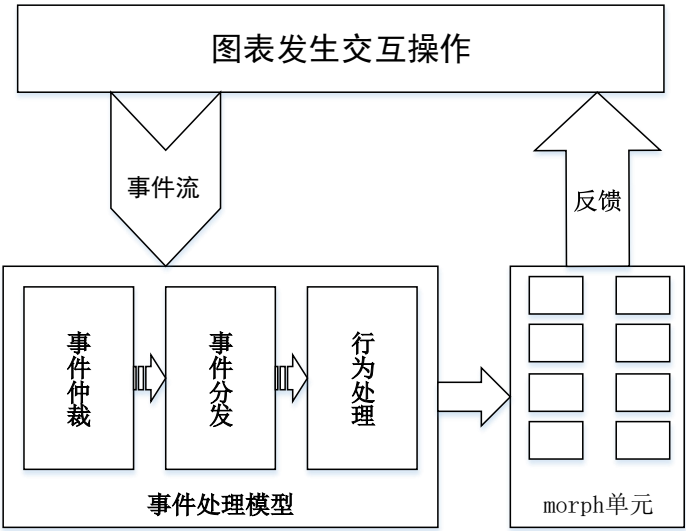 图表发生交互操作
事件流
反馈
事件仲裁
事件分发
行为处理
事件处理模型
morph单元